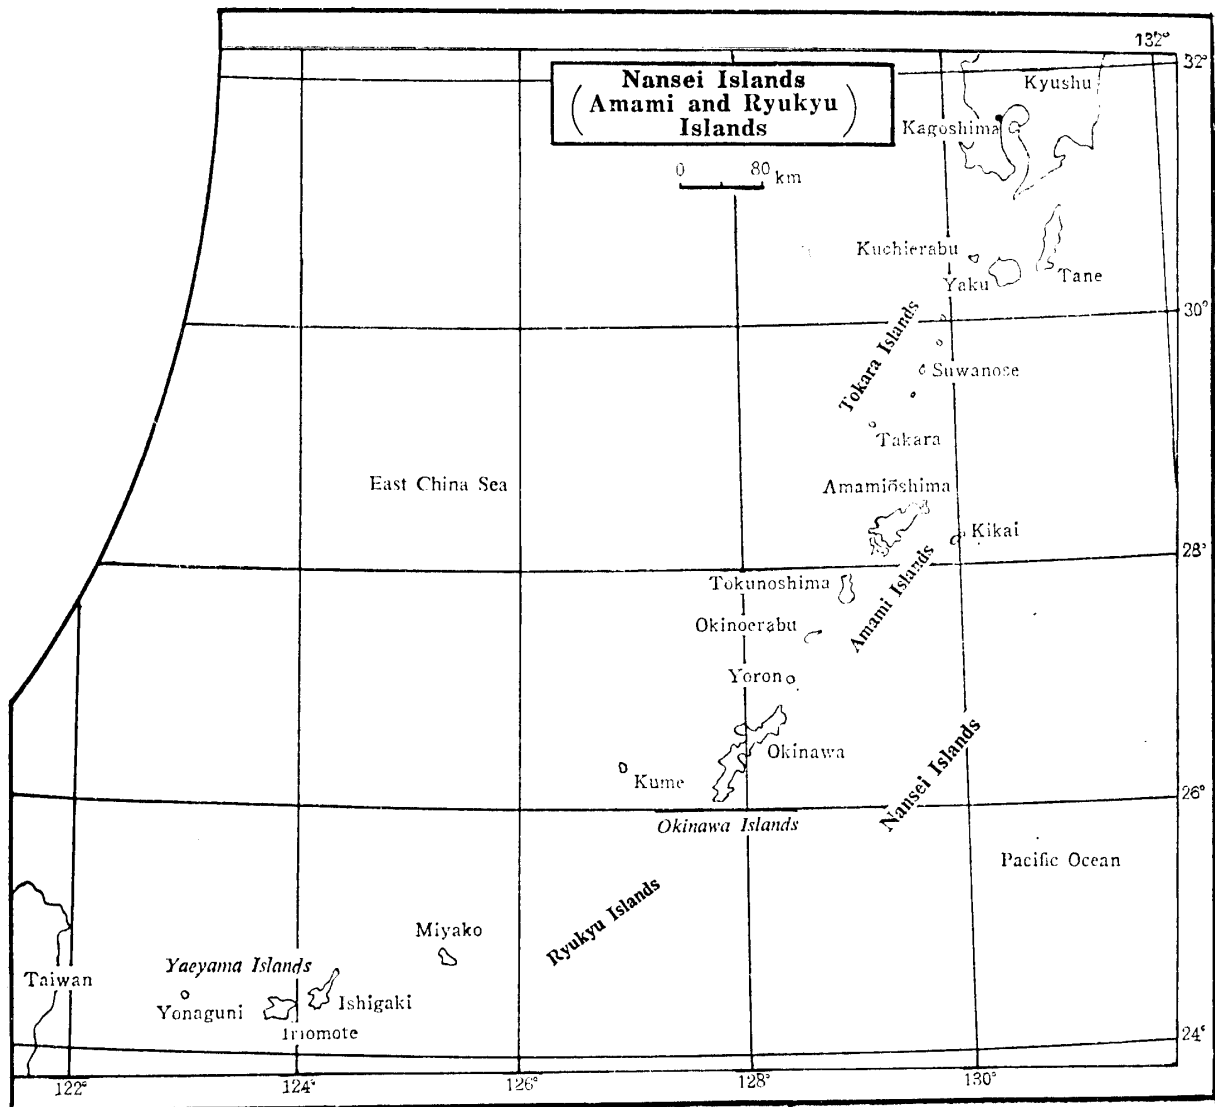 132°
32°
Nansei Islands
(Amami and Ryukyu)
Islands
Kyushu
Kagoshima
0 80 km
Kuchierabu
Yaku
Tane
30°
Tokara Islands
Suwanose
Takara
East China Sea
Amamiōshima
Kikai
28°
Tokunoshima
Amami Islands
Okinoerabu
Yoron
Okinawa
Kume
Nansei Islands
26°
Okinawa Islands
Pacific Ocean
Ryukyu Islands
Miyako
Yaeyama Islands
Taiwan
Yonaguni
Ishigaki
Iriomote
24°
122° 124° 126° 128° 130°